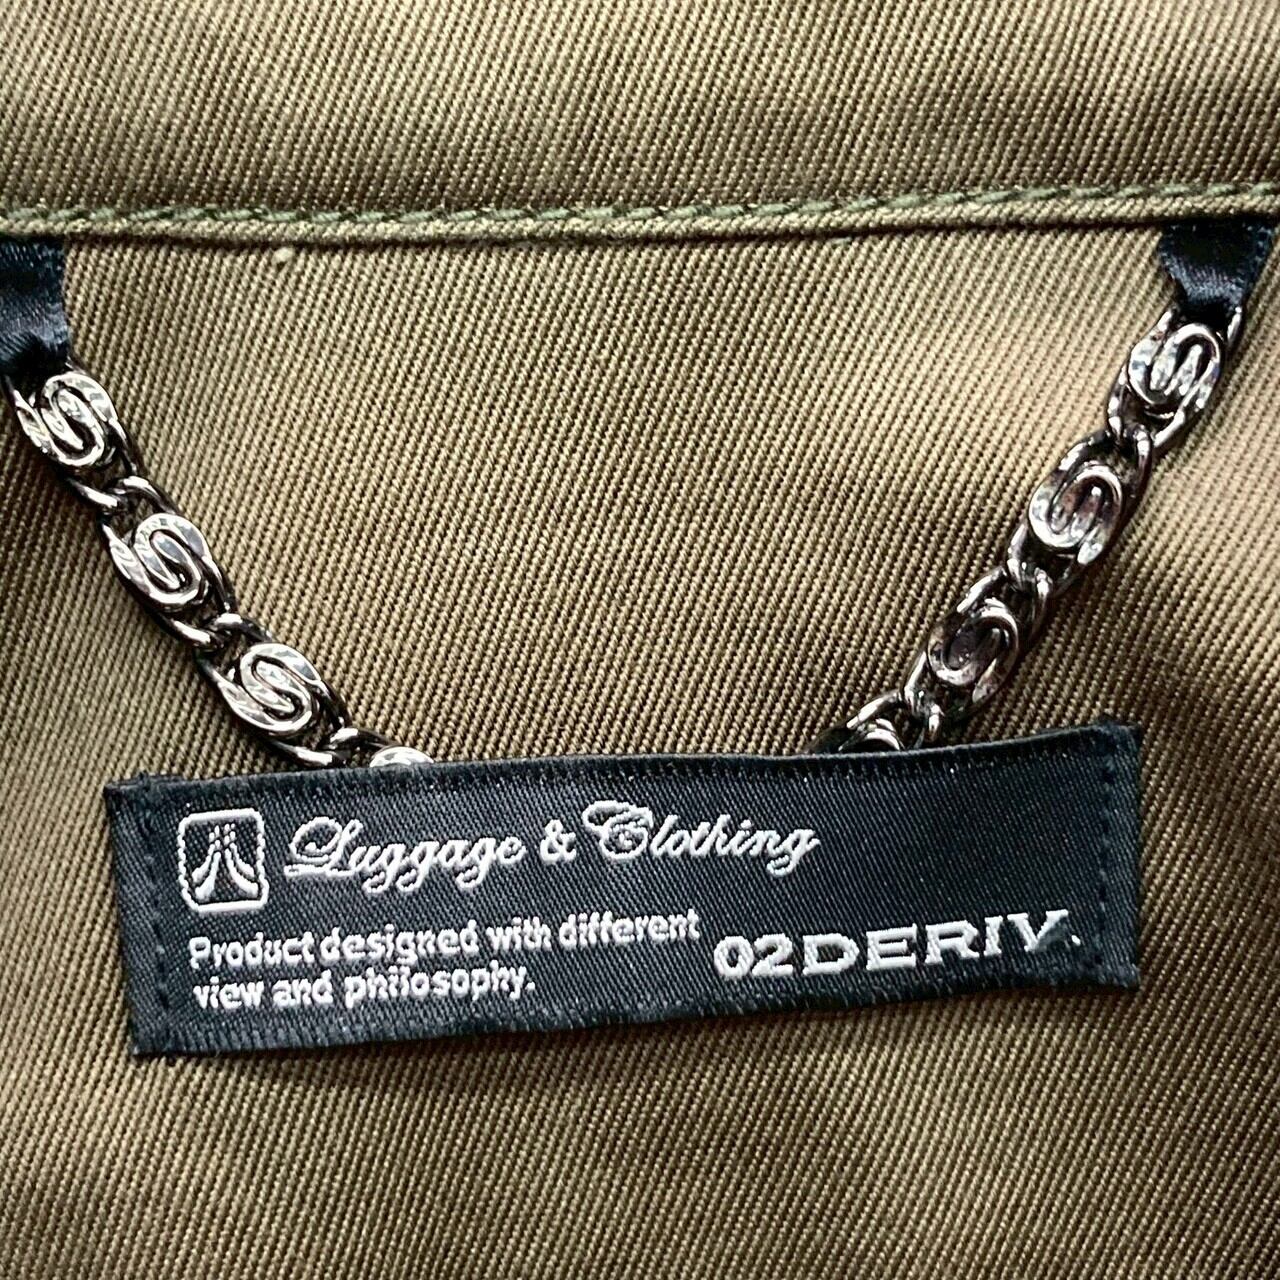 Luggage & Clothing
Product designed with different
view and philosophy.
02DERIV.